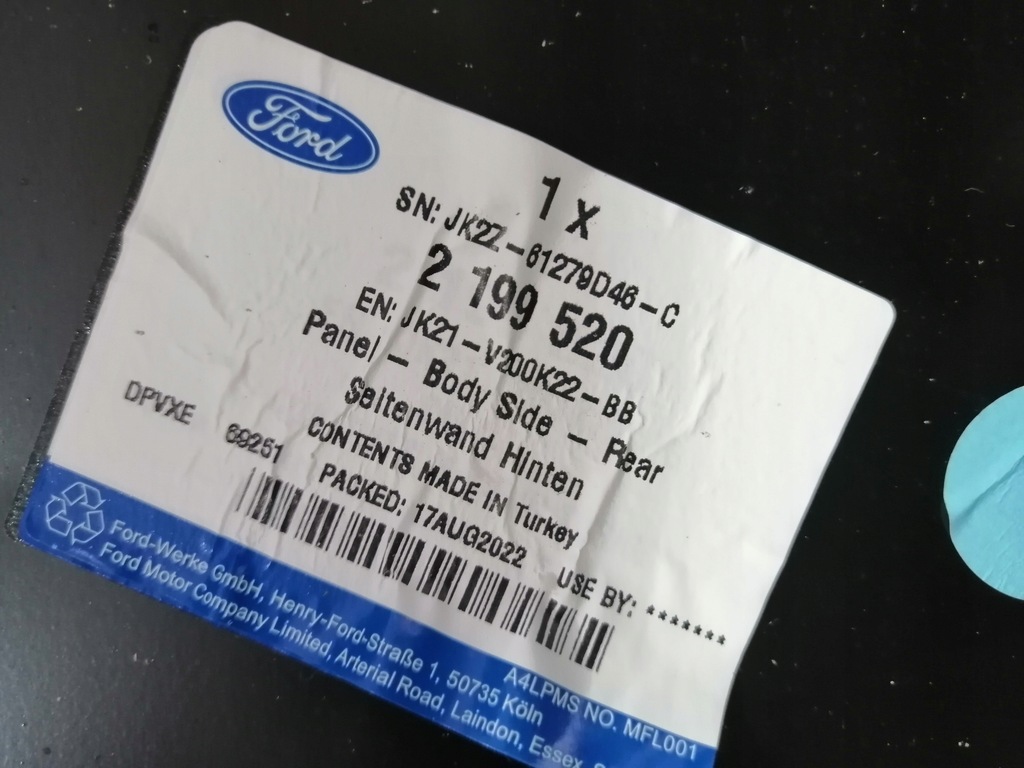 Ford
1 X
SN: JK2Z-61279D46-C
2 199 520
EN: JK21-V200K22-BB
Panel - Body Side - Rear
Seitenwand Hinten
DPVXE 69251 CONTENTS MADE IN Turkey
PACKED: 17AUG2022 USE BY: *******
A4LPMS NO. MFL001
Ford-Werke GmbH, Henry-Ford-Straße 1, 50735 Köln
Ford Motor Company Limited, Arterial Road, Laindon, Essex